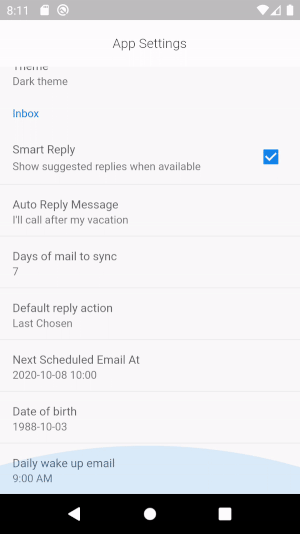 8:11
App Settings
Theme
Dark theme
Inbox
Smart Reply
Show suggested replies when available
Auto Reply Message
I'll call after my vacation
Days of mail to sync
7
Default reply action
Last Chosen
Next Scheduled Email At
2020-10-08 10:00
Date of birth
1988-10-03
Daily wake up email
9:00 AM